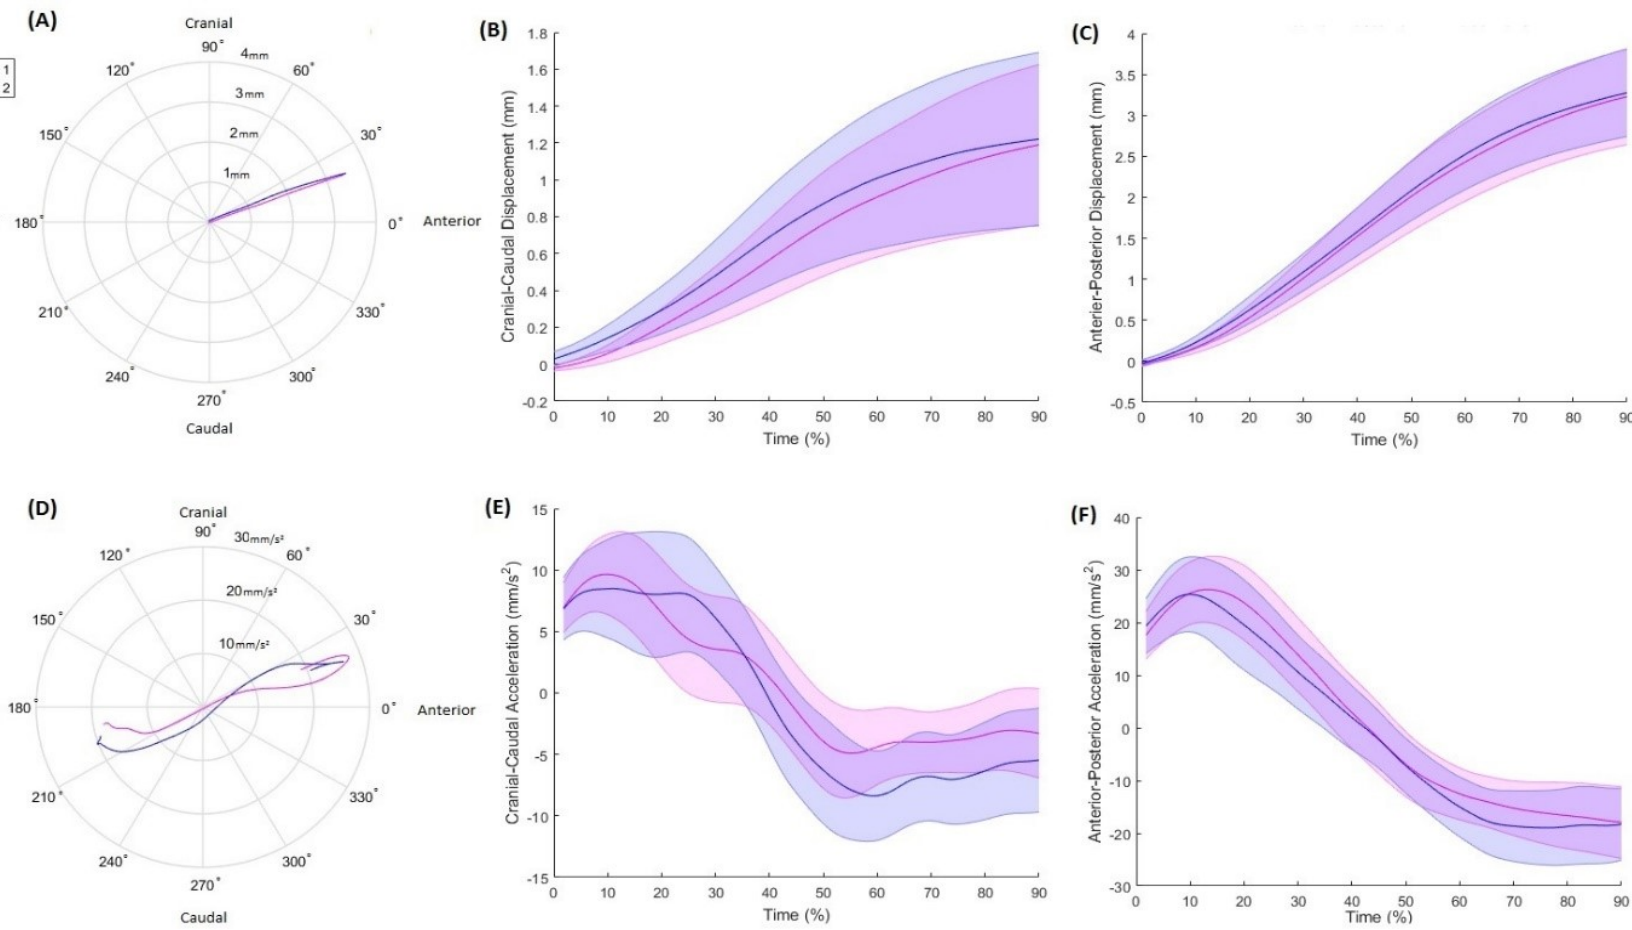 (A)
Cranial
90°
4mm
120°
60°
3mm
1
2
150°
2mm
30°
1mm
180°
0°
Anterior
210°
330°
240°
300°
270°
Caudal
(B)
Cranial-Caudal Displacement (mm)
1.8
1.6
1.4
1.2
1
0.8
0.6
0.4
0.2
0
-0.2
0 10 20 30 40 50 60 70 80 90
Time (%)
(C)
Anterier-Posterior Displacement (mm)
4
3.5
3
2.5
2
1.5
1
0.5
0
-0.5
0 10 20 30 40 50 60 70 80 90
Time (%)
(D)
Cranial
90°
30mm/s²
120°
60°
20mm/s²
150°
30°
10mm/s²
180°
0°
Anterior
210°
330°
240°
300°
270°
Caudal
(E)
Cranial-Caudal Acceleration (mm/s²)
15
10
5
0
-5
-10
-15
0 10 20 30 40 50 60 70 80 90
Time (%)
(F)
Anterior-Posterior Acceleration (mm/s²)
40
30
20
10
0
-10
-20
-30
0 10 20 30 40 50 60 70 80 90
Time (%)